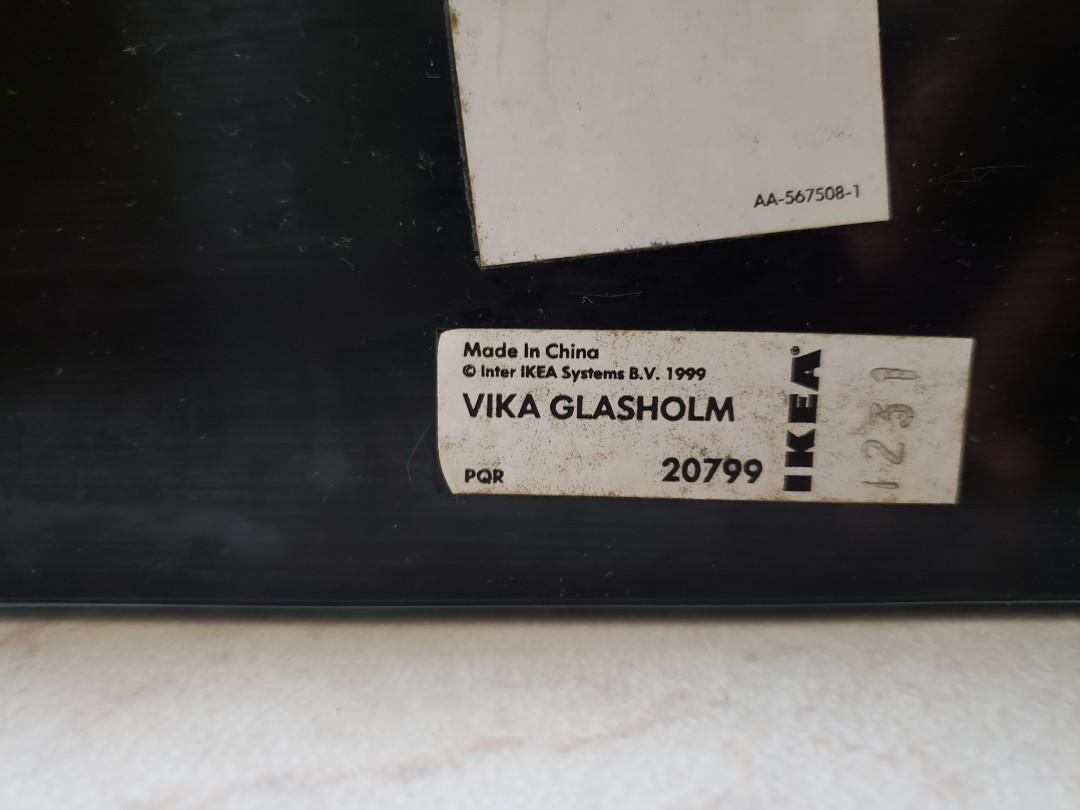 AA-567508-1
Made In China
© Inter IKEA Systems B.V. 1999
VIKA GLASHOLM
PQR 20799
IKEA®
1231